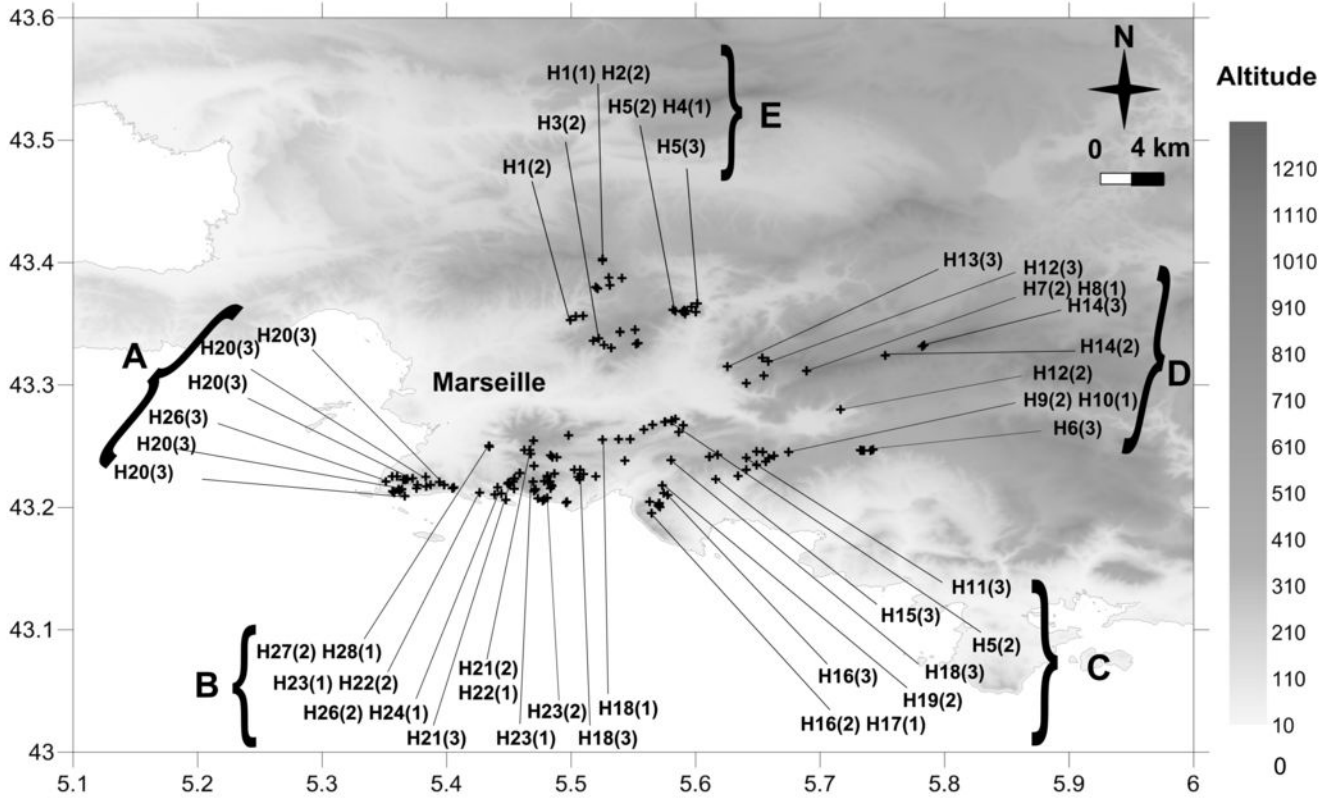 43.6
N
Altitude
H1(1) H2(2)
E
H5(2) H4(1)
43.5
H3(2)
0 4 km
H5(3)
H1(2)
1210
1110
1010
910
810
710
610
510
410
310
210
110
10
0
43.4
H13(3)
H12(3)
H7(2) H8(1)
H14(3)
A
H20(3)
H20(3)
H14(2)
D
H20(3)
Marseille
43.3
H12(2)
H26(3)
H9(2) H10(1)
H20(3)
H6(3)
H20(3)
43.2
H11(3)
H15(3)
43.1
H5(2)
H27(2) H28(1)
H21(2)
H16(3)
H18(3)
C
B
H23(1) H22(2)
H22(1)
H19(2)
H26(2) H24(1)
H23(2)
H18(1)
H16(2) H17(1)
H21(3)
H23(1)
H18(3)
43
5.1 5.2 5.3 5.4 5.5 5.6 5.7 5.8 5.9 6